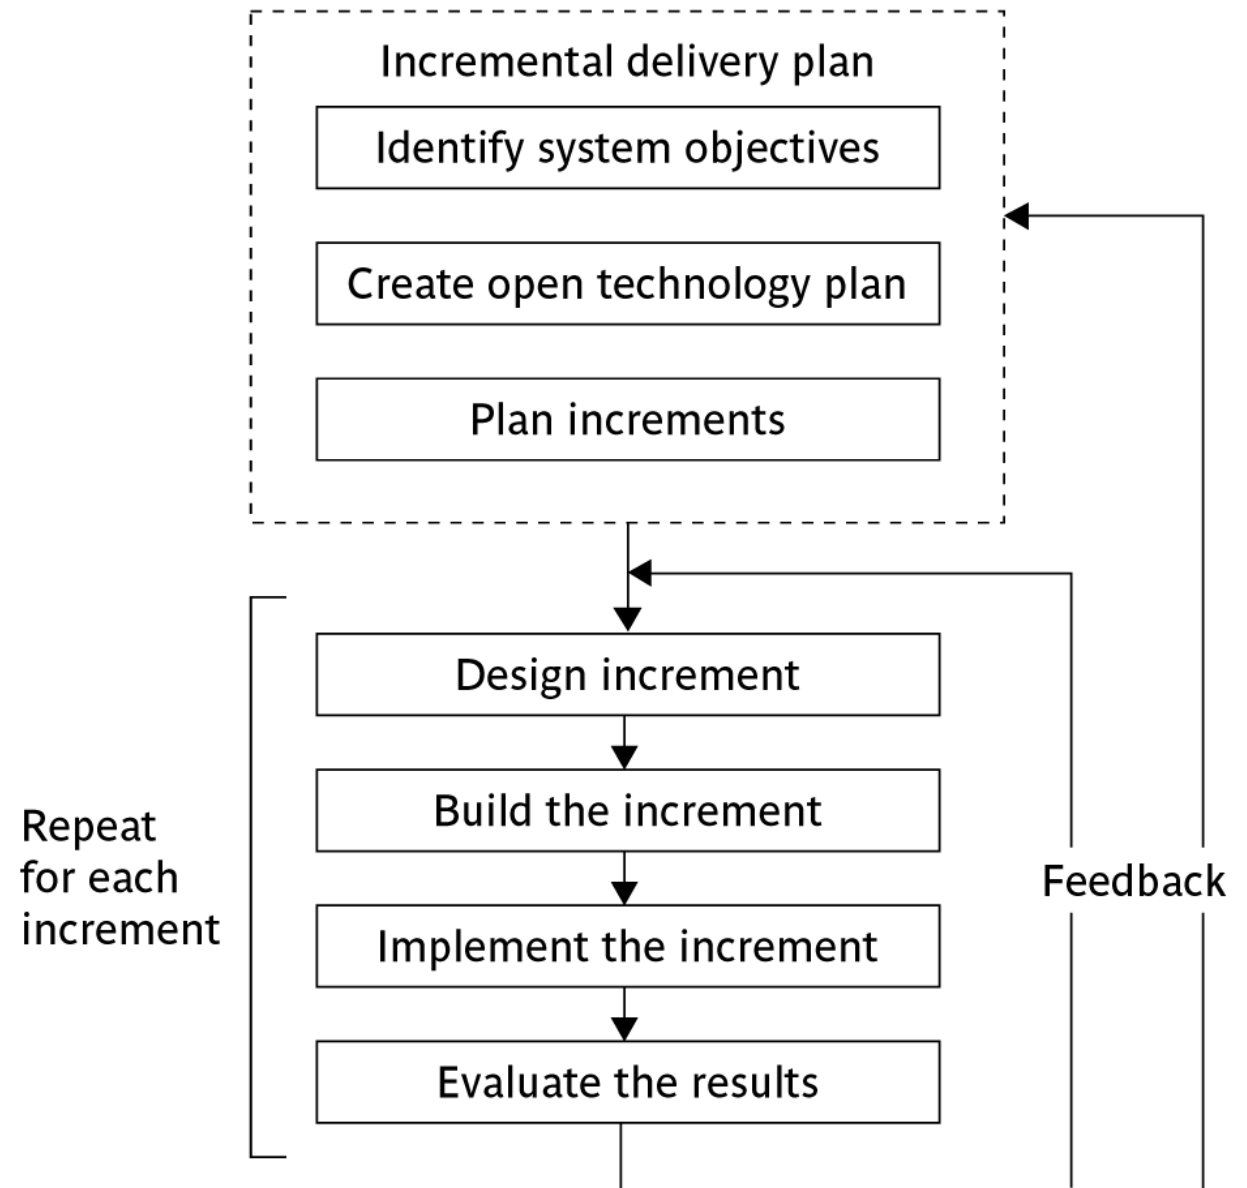 Incremental delivery plan
Identify system objectives
Create open technology plan
Plan increments
Design increment
Build the increment
Repeat
for each
increment
Feedback
Implement the increment
Evaluate the results